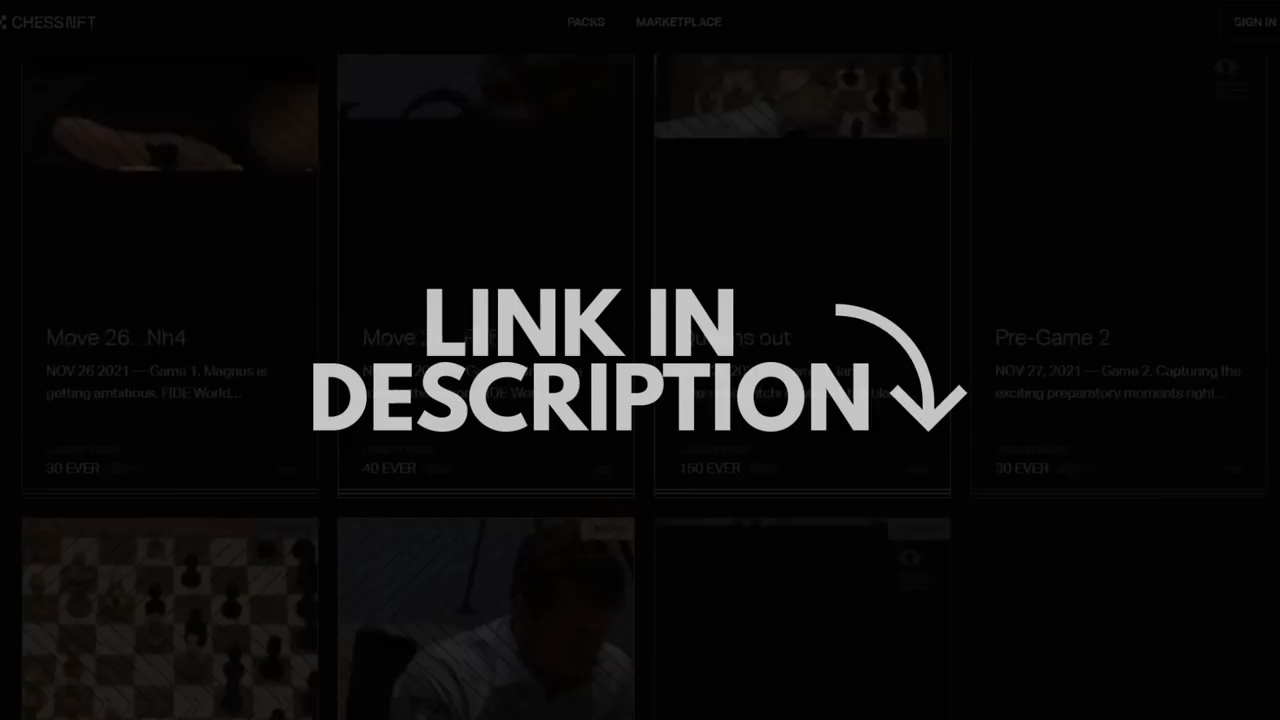 CHESSNFT
PACKS
MARKETPLACE
SIGN IN
LINK IN
DESCRIPTION
Move 26. Nh4
NOV 26 2021 — Game 1. Magnus is
getting ambitious. FIDE World...
30 EVER
Move
40 EVER
out
150 EVER
Pre-Game 2
NOV 27, 2021 — Game 2. Capturing the
exciting preparatory moments right...
30 EVER